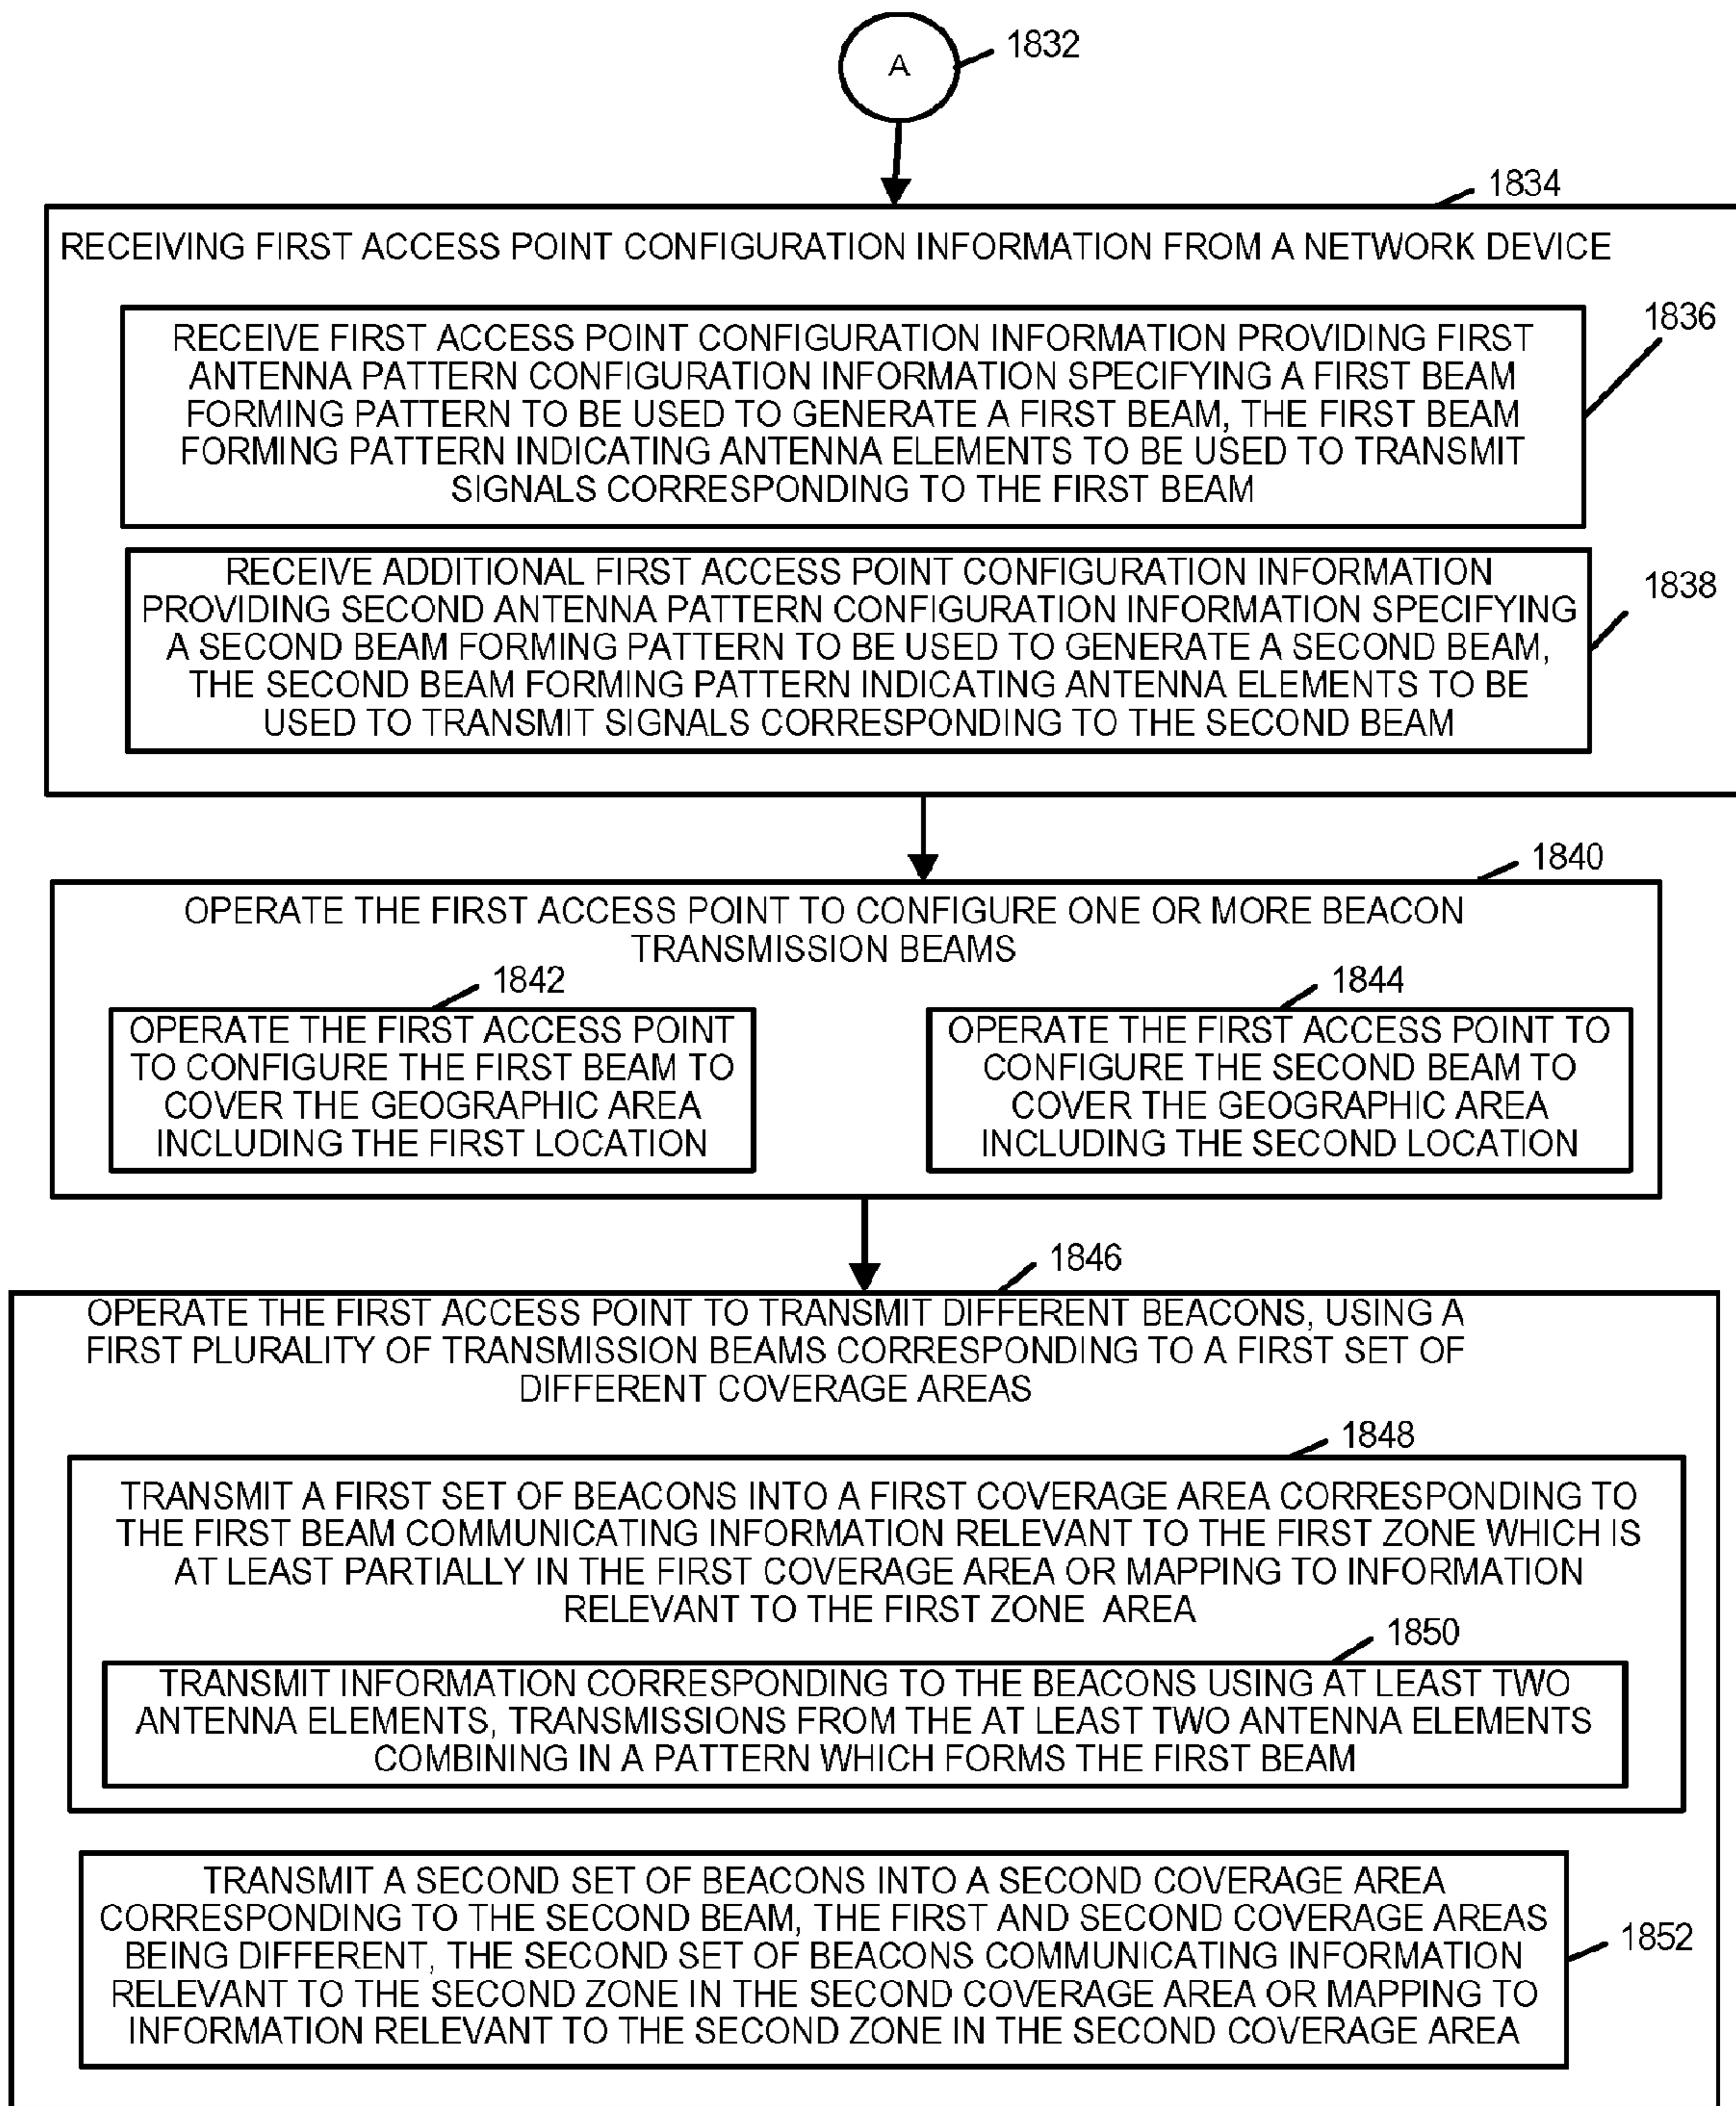 A
1832
1834
RECEIVING FIRST ACCESS POINT CONFIGURATION INFORMATION FROM A NETWORK DEVICE
1836
RECEIVE FIRST ACCESS POINT CONFIGURATION INFORMATION PROVIDING FIRST
ANTENNA PATTERN CONFIGURATION INFORMATION SPECIFYING A FIRST BEAM
FORMING PATTERN TO BE USED TO GENERATE A FIRST BEAM, THE FIRST BEAM
FORMING PATTERN INDICATING ANTENNA ELEMENTS TO BE USED TO TRANSMIT
SIGNALS CORRESPONDING TO THE FIRST BEAM
1838
RECEIVE ADDITIONAL FIRST ACCESS POINT CONFIGURATION INFORMATION
PROVIDING SECOND ANTENNA PATTERN CONFIGURATION INFORMATION SPECIFYING
A SECOND BEAM FORMING PATTERN TO BE USED TO GENERATE A SECOND BEAM,
THE SECOND BEAM FORMING PATTERN INDICATING ANTENNA ELEMENTS TO BE
USED TO TRANSMIT SIGNALS CORRESPONDING TO THE SECOND BEAM
1840
OPERATE THE FIRST ACCESS POINT TO CONFIGURE ONE OR MORE BEACON
TRANSMISSION BEAMS
1842
OPERATE THE FIRST ACCESS POINT
TO CONFIGURE THE FIRST BEAM TO
COVER THE GEOGRAPHIC AREA
INCLUDING THE FIRST LOCATION
1844
OPERATE THE FIRST ACCESS POINT TO
CONFIGURE THE SECOND BEAM TO
COVER THE GEOGRAPHIC AREA
INCLUDING THE SECOND LOCATION
1846
OPERATE THE FIRST ACCESS POINT TO TRANSMIT DIFFERENT BEACONS, USING A
FIRST PLURALITY OF TRANSMISSION BEAMS CORRESPONDING TO A FIRST SET OF
DIFFERENT COVERAGE AREAS
1848
TRANSMIT A FIRST SET OF BEACONS INTO A FIRST COVERAGE AREA CORRESPONDING TO
THE FIRST BEAM COMMUNICATING INFORMATION RELEVANT TO THE FIRST ZONE WHICH IS
AT LEAST PARTIALLY IN THE FIRST COVERAGE AREA OR MAPPING TO INFORMATION
RELEVANT TO THE FIRST ZONE AREA
1850
TRANSMIT INFORMATION CORRESPONDING TO THE BEACONS USING AT LEAST TWO
ANTENNA ELEMENTS, TRANSMISSIONS FROM THE AT LEAST TWO ANTENNA ELEMENTS
COMBINING IN A PATTERN WHICH FORMS THE FIRST BEAM
TRANSMIT A SECOND SET OF BEACONS INTO A SECOND COVERAGE AREA
CORRESPONDING TO THE SECOND BEAM, THE FIRST AND SECOND COVERAGE AREAS
BEING DIFFERENT, THE SECOND SET OF BEACONS COMMUNICATING INFORMATION
RELEVANT TO THE SECOND ZONE IN THE SECOND COVERAGE AREA OR MAPPING TO
INFORMATION RELEVANT TO THE SECOND ZONE IN THE SECOND COVERAGE AREA
1852